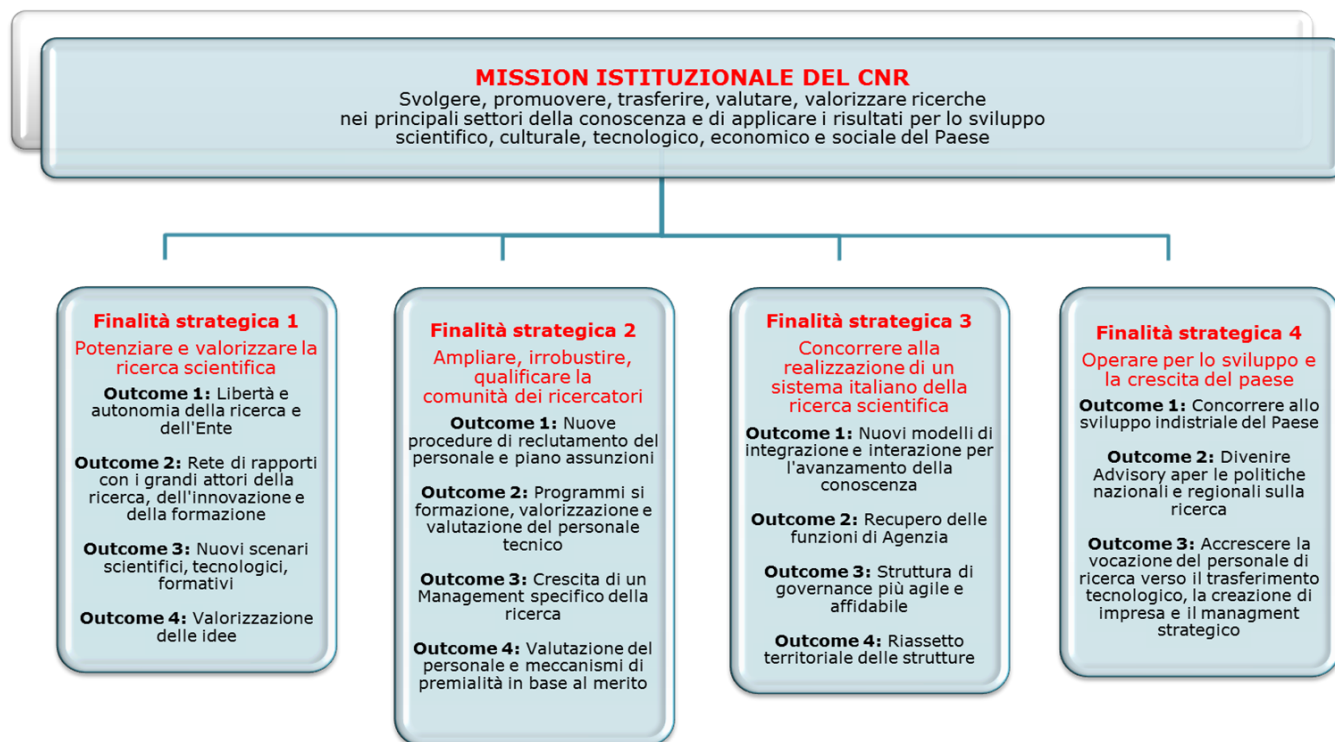 MISSION ISTITUZIONALE DEL CNR
Svolgere, promuovere, trasferire, valutare, valorizzare ricerche
nei principali settori della conoscenza e di applicare i risultati per lo sviluppo
scientifico, culturale, tecnologico, economico e sociale del Paese
Finalità strategica 1
Potenziare e valorizzare la
ricerca scientifica
Outcome 1: Libertà e
autonomia della ricerca e
dell'Ente
Outcome 2: Rete di rapporti
con i grandi attori della
ricerca, dell'innovazione e
della formazione
Outcome 3: Nuovi scenari
scientifici, tecnologici,
formativi
Outcome 4: Valorizzazione
delle idee
Finalità strategica 2
Ampliare, irrobustire,
qualificare la
comunità dei ricercatori
Outcome 1: Nuove
procedure di reclutamento del
personale e piano assunzioni
Outcome 2: Programmi si
formazione, valorizzazione e
valutazione del personale
tecnico
Outcome 3: Crescita di un
Management specifico della
ricerca
Outcome 4: Valutazione del
personale e meccanismi di
premialità in base al merito
Finalità strategica 3
Concorrere alla
realizzazione di un
sistema italiano della
ricerca scientifica
Outcome 1: Nuovi modelli di
integrazione e interazione per
l'avanzamento della
conoscenza
Outcome 2: Recupero delle
funzioni di Agenzia
Outcome 3: Struttura di
governance più agile e
affidabile
Outcome 4: Riassetto
territoriale delle strutture
Finalità strategica 4
Operare per lo sviluppo e
la crescita del paese
Outcome 1: Concorrere allo
sviluppo indistriale del Paese
Outcome 2: Divenire
Advisory aper le politiche
nazionali e regionali sulla
ricerca
Outcome 3: Accrescere la
vocazione del personale di
ricerca verso il trasferimento
tecnologico, la creazione di
impresa e il managment
strategico